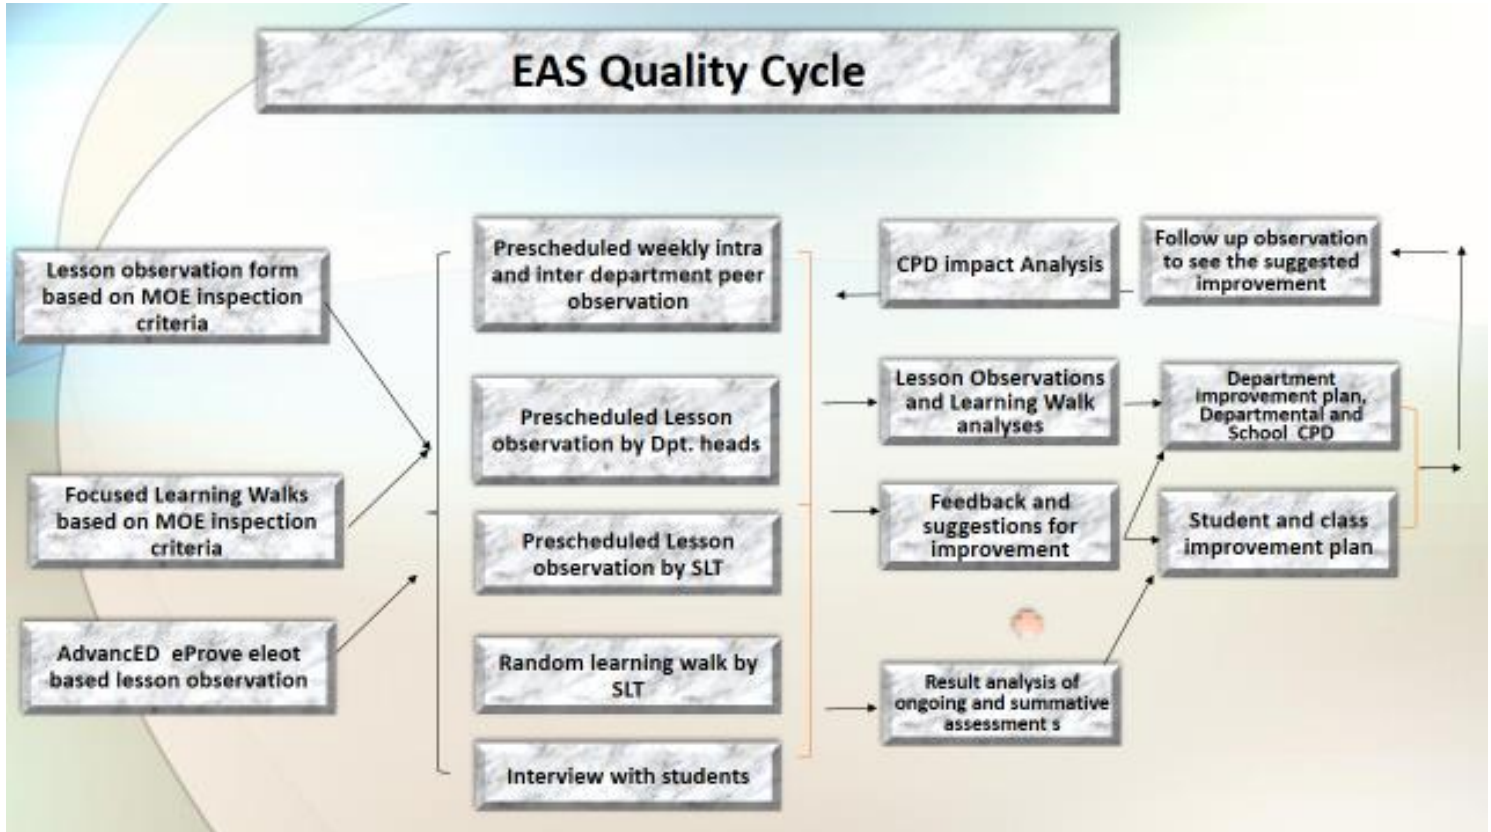 EAS Quality Cycle
Lesson observation form
based on MOE inspection
criteria
Focused Learning Walks
based on MOE inspection
criteria
AdvancED eProve eleot
based lesson observation
Prescheduled weekly intra
and inter department peer
observation
Prescheduled Lesson
observation by Dpt. heads
Prescheduled Lesson
observation by SLT
Random learning walk by
SLT
Interview with students
CPD impact Analysis
Lesson Observations
and Learning Walk
analyses
Feedback and
suggestions for
improvement
Result analysis of
ongoing and summative
assessment s
Follow up observation
to see the suggested
improvement
Department
improvement plan,
Departmental and
School CPD
Student and class
improvement plan